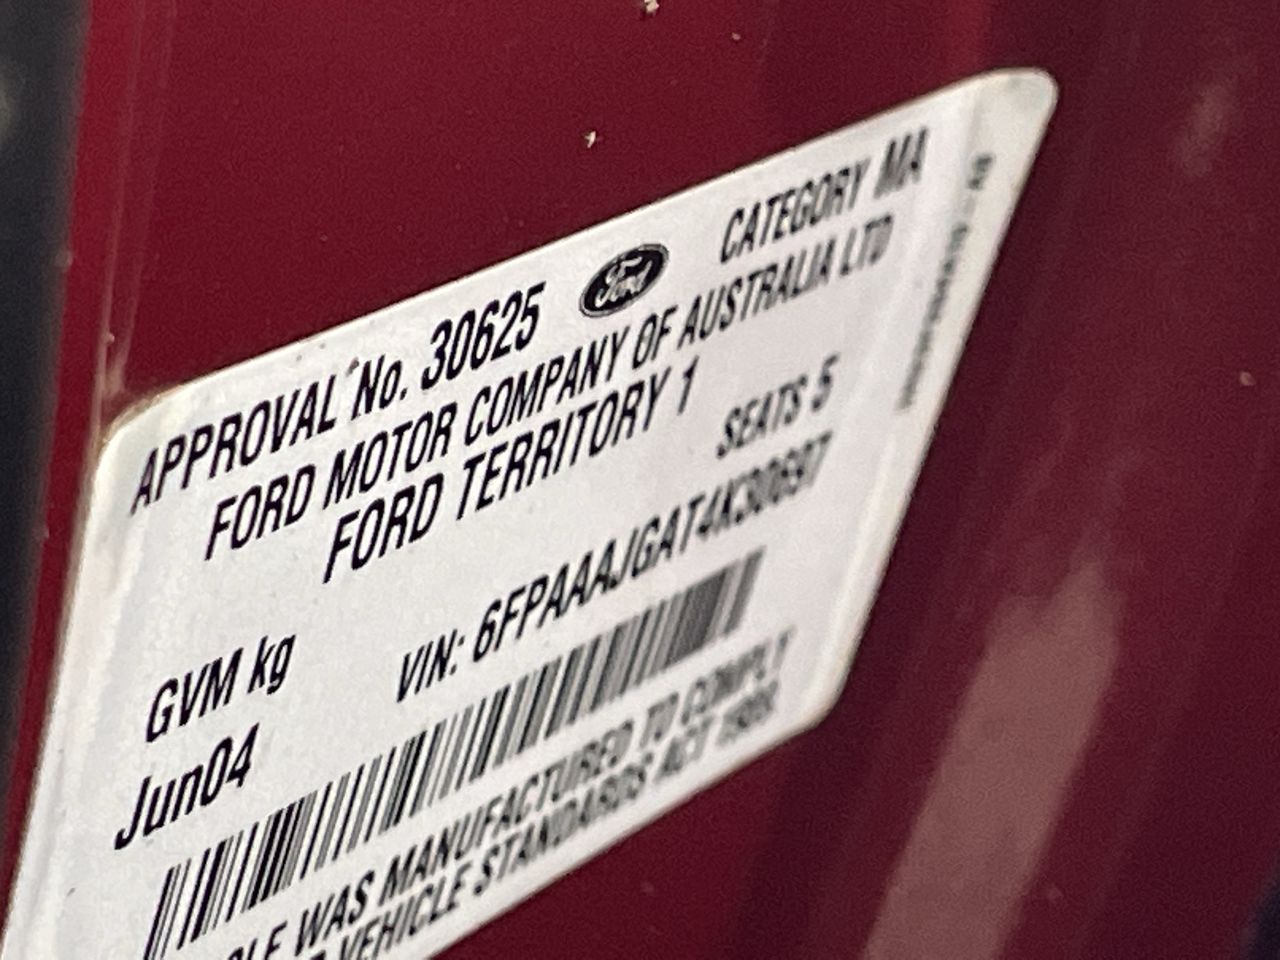 APPROVAL No. 30625 Ford CATEGORY MA
FORD MOTOR COMPANY OF AUSTRALIA LTD
FORD TERRITORY 1
SEATS 5
GVM kg VIN: 6FPAAAJGAT4K30697
Jun04
WAS MANUFACTURED TO COMPLY
VEHICLE STANDARDS ACT 1989